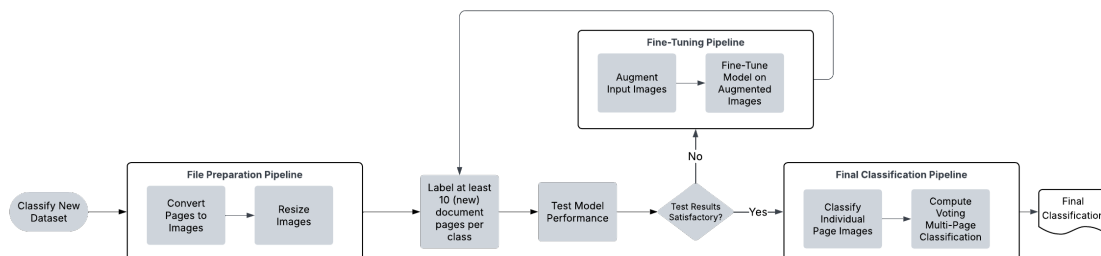 Classify New
Dataset
File Preparation Pipeline
Convert
Pages to
Images
Resize
Images
Label at least
10 (new)
document
pages per
class
Test Model
Performance
Test Results
Satisfactory?
No
Fine-Tuning Pipeline
Augment
Input Images
Fine-Tune
Model on
Augmented
Images
Yes
Final Classification Pipeline
Classify
Individual
Page Images
Compute
Voting
Multi-Page
Classification
Final
Classification